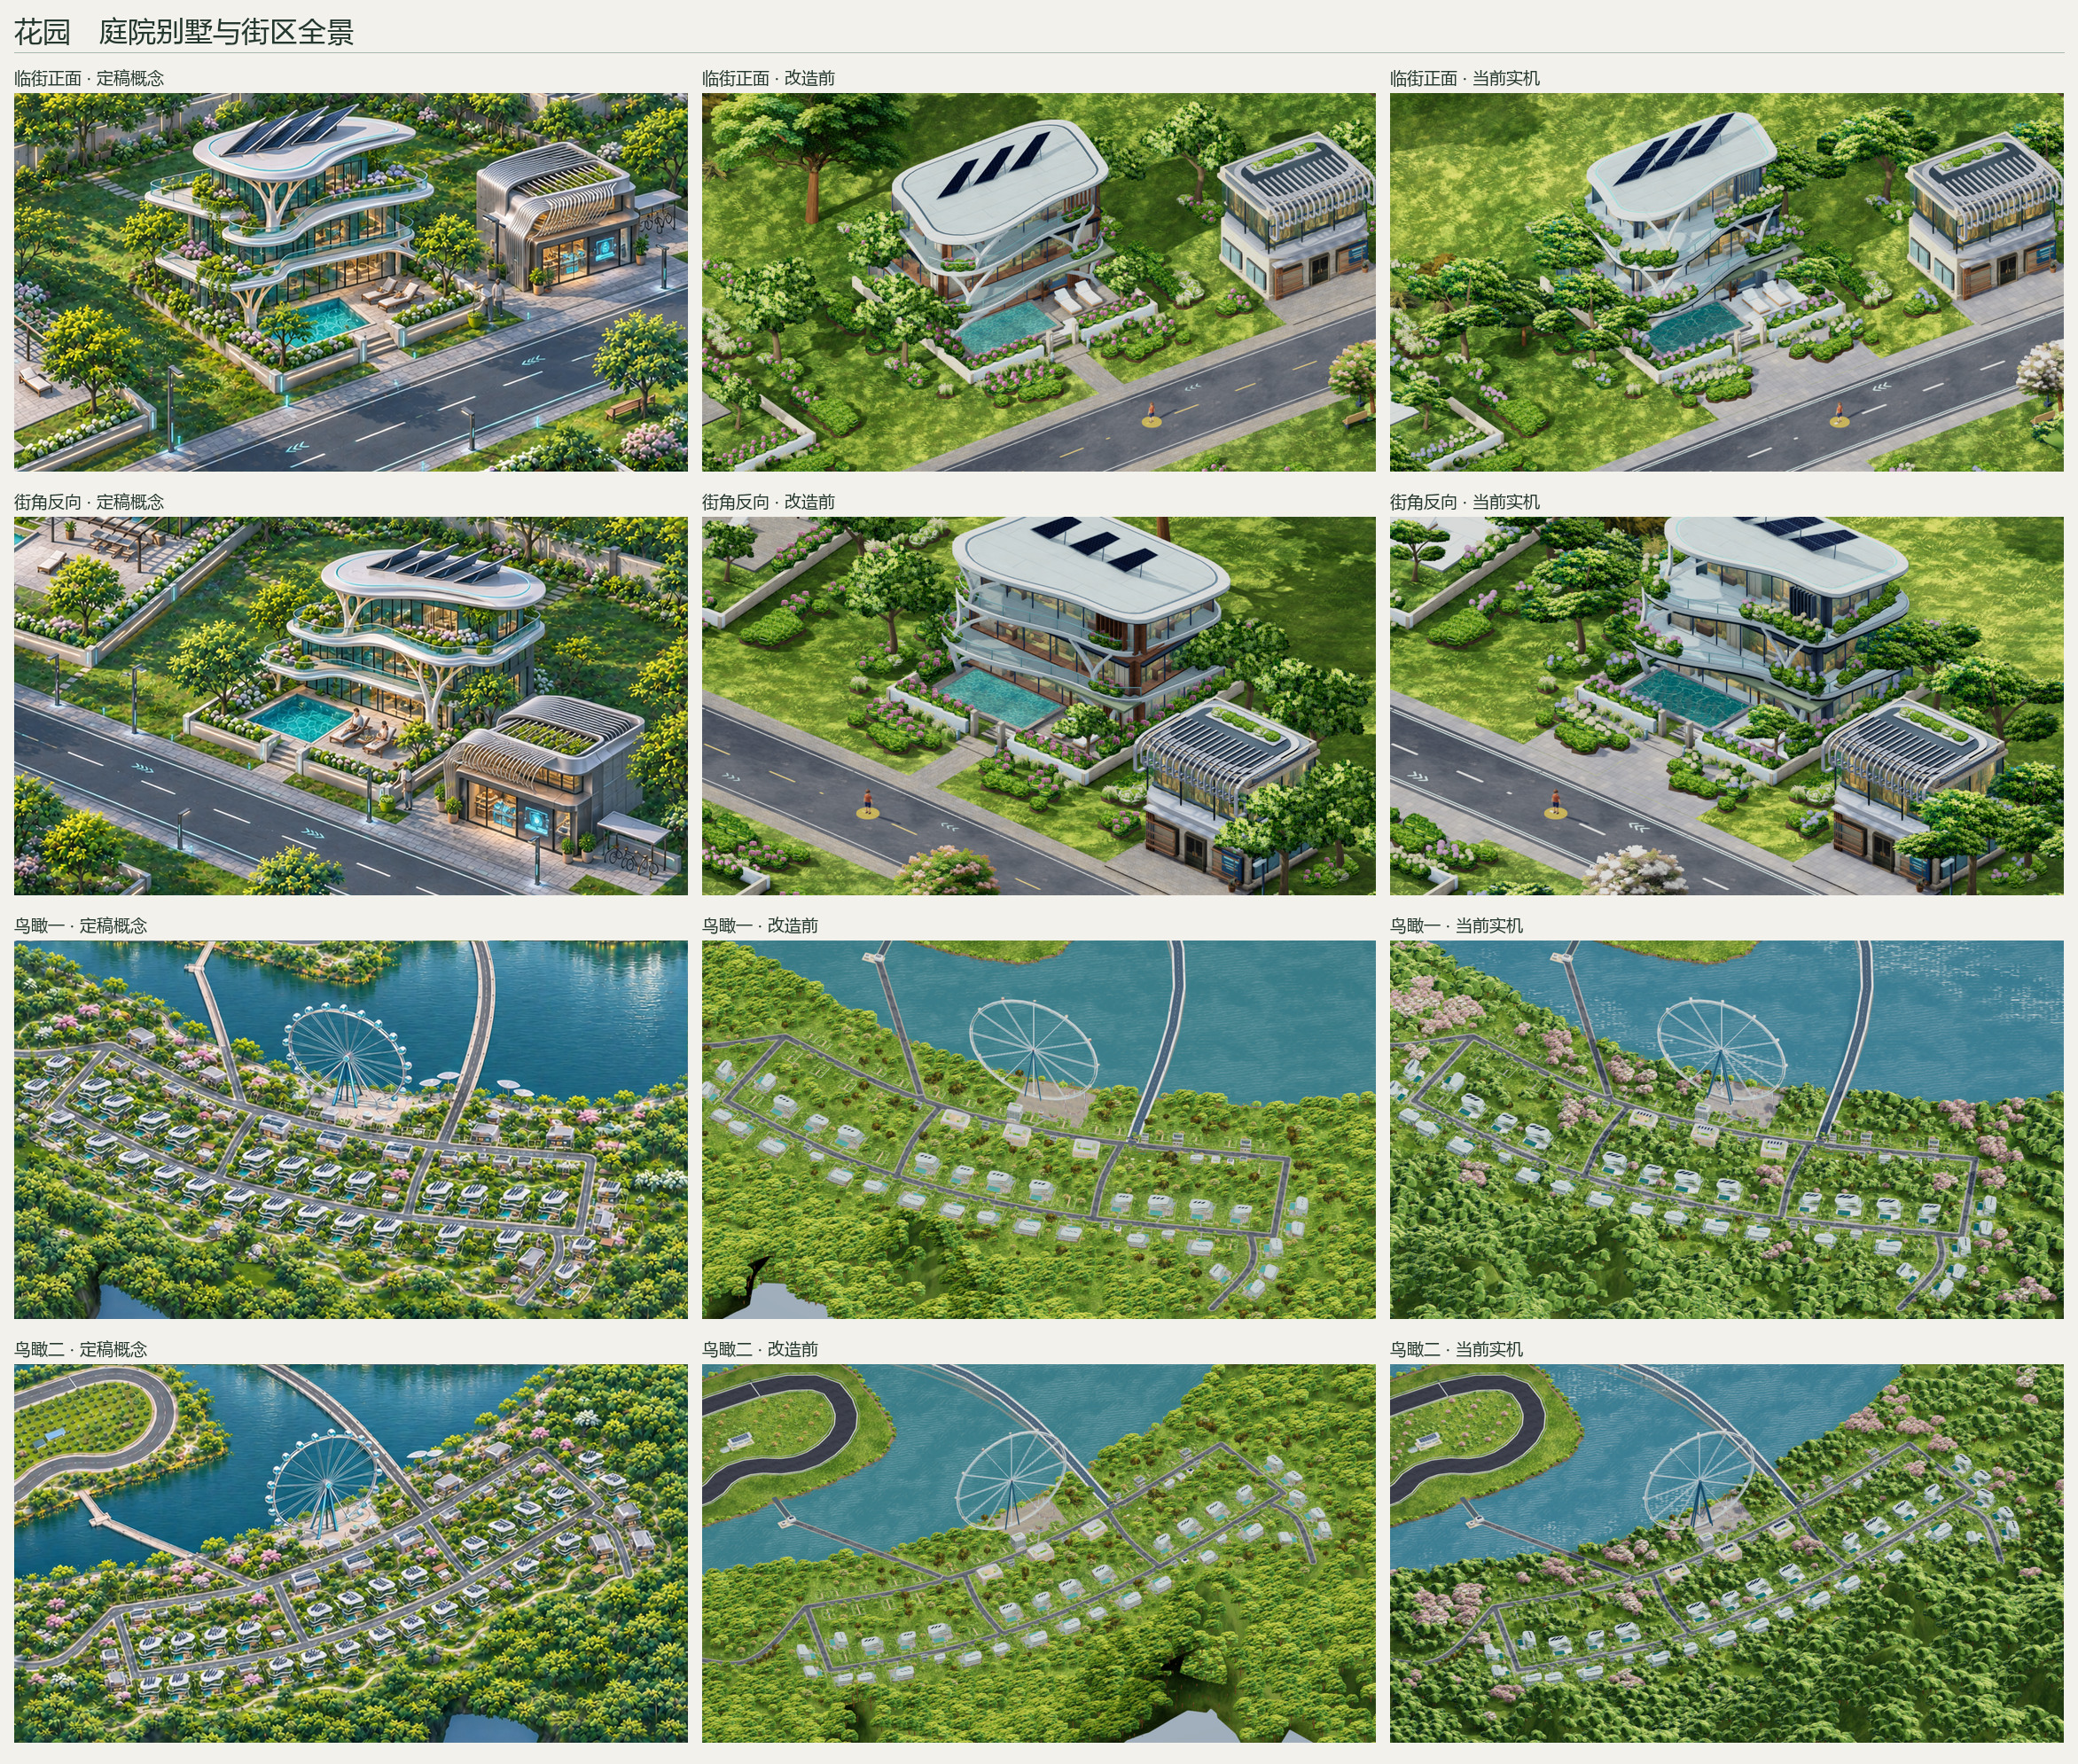 花园　庭院别墅与街区全景
临街正面 · 定稿概念
临街正面 · 改造前
临街正面 · 当前实机
街角反向 · 定稿概念
街角反向 · 改造前
街角反向 · 当前实机
鸟瞰一 · 定稿概念
鸟瞰一 · 改造前
鸟瞰一 · 当前实机
鸟瞰二 · 定稿概念
鸟瞰二 · 改造前
鸟瞰二 · 当前实机